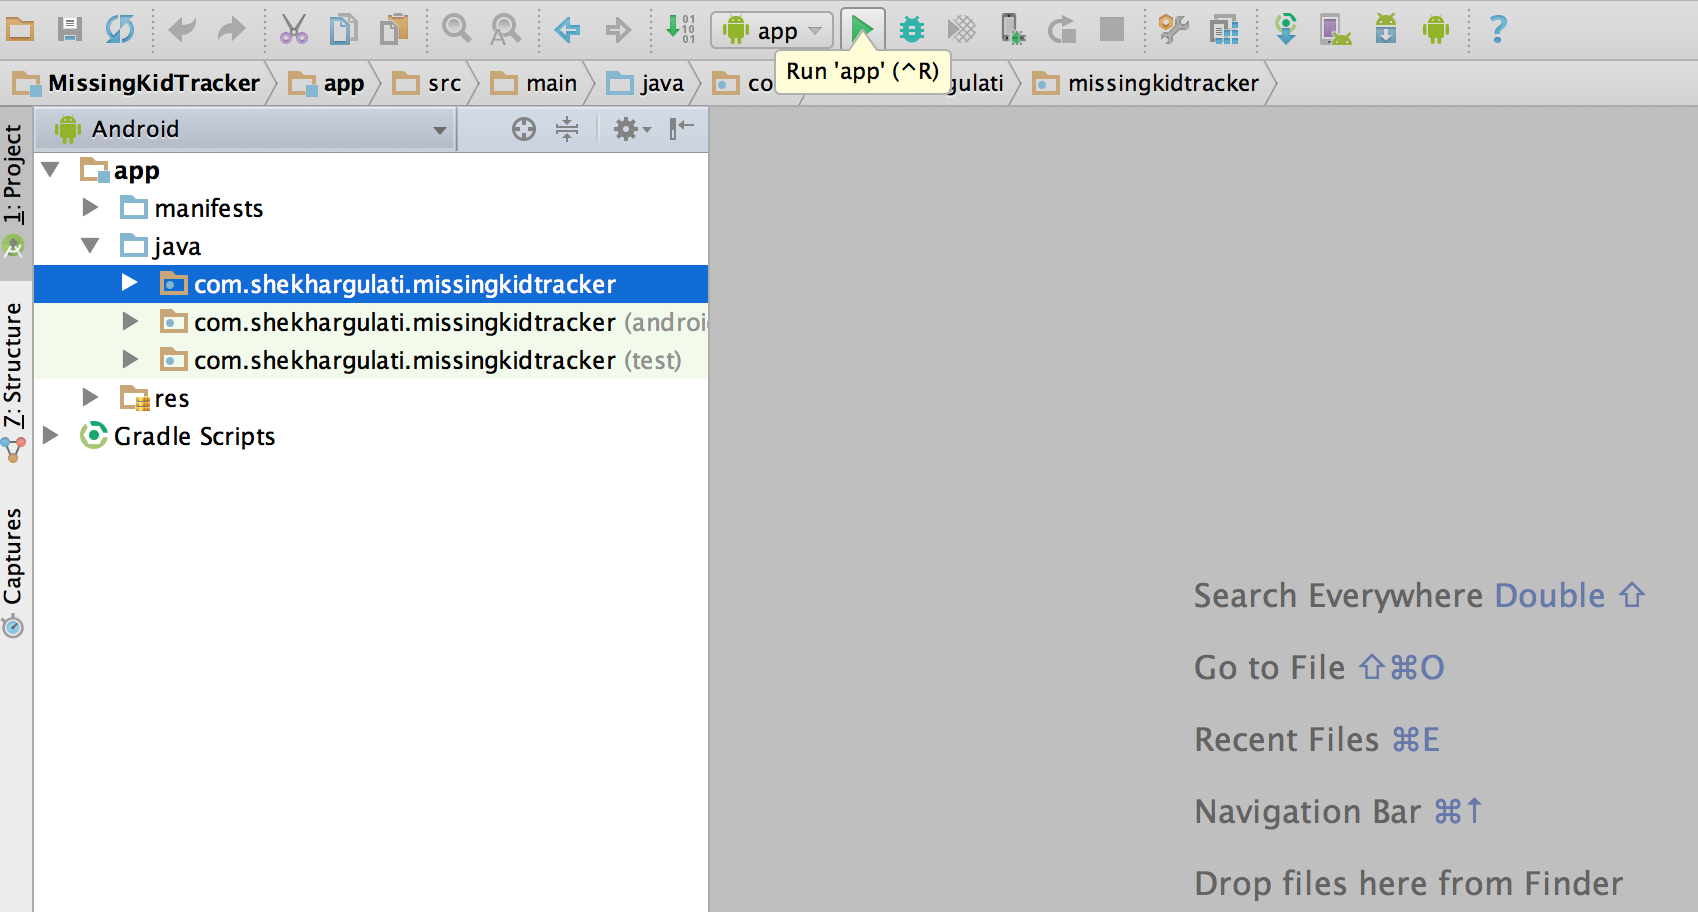 app
Run 'app' (^R)
MissingKidTracker app src main java co gulati missingkidtracker
1: Project
Android
app
manifests
java
com.shekhargulati.missingkidtracker
com.shekhargulati.missingkidtracker (androi
com.shekhargulati.missingkidtracker (test)
res
Gradle Scripts
7: Structure
Captures
Search Everywhere Double ⇧
Go to File ⇧⌘O
Recent Files ⌘E
Navigation Bar ⌘↑
Drop files here from Finder